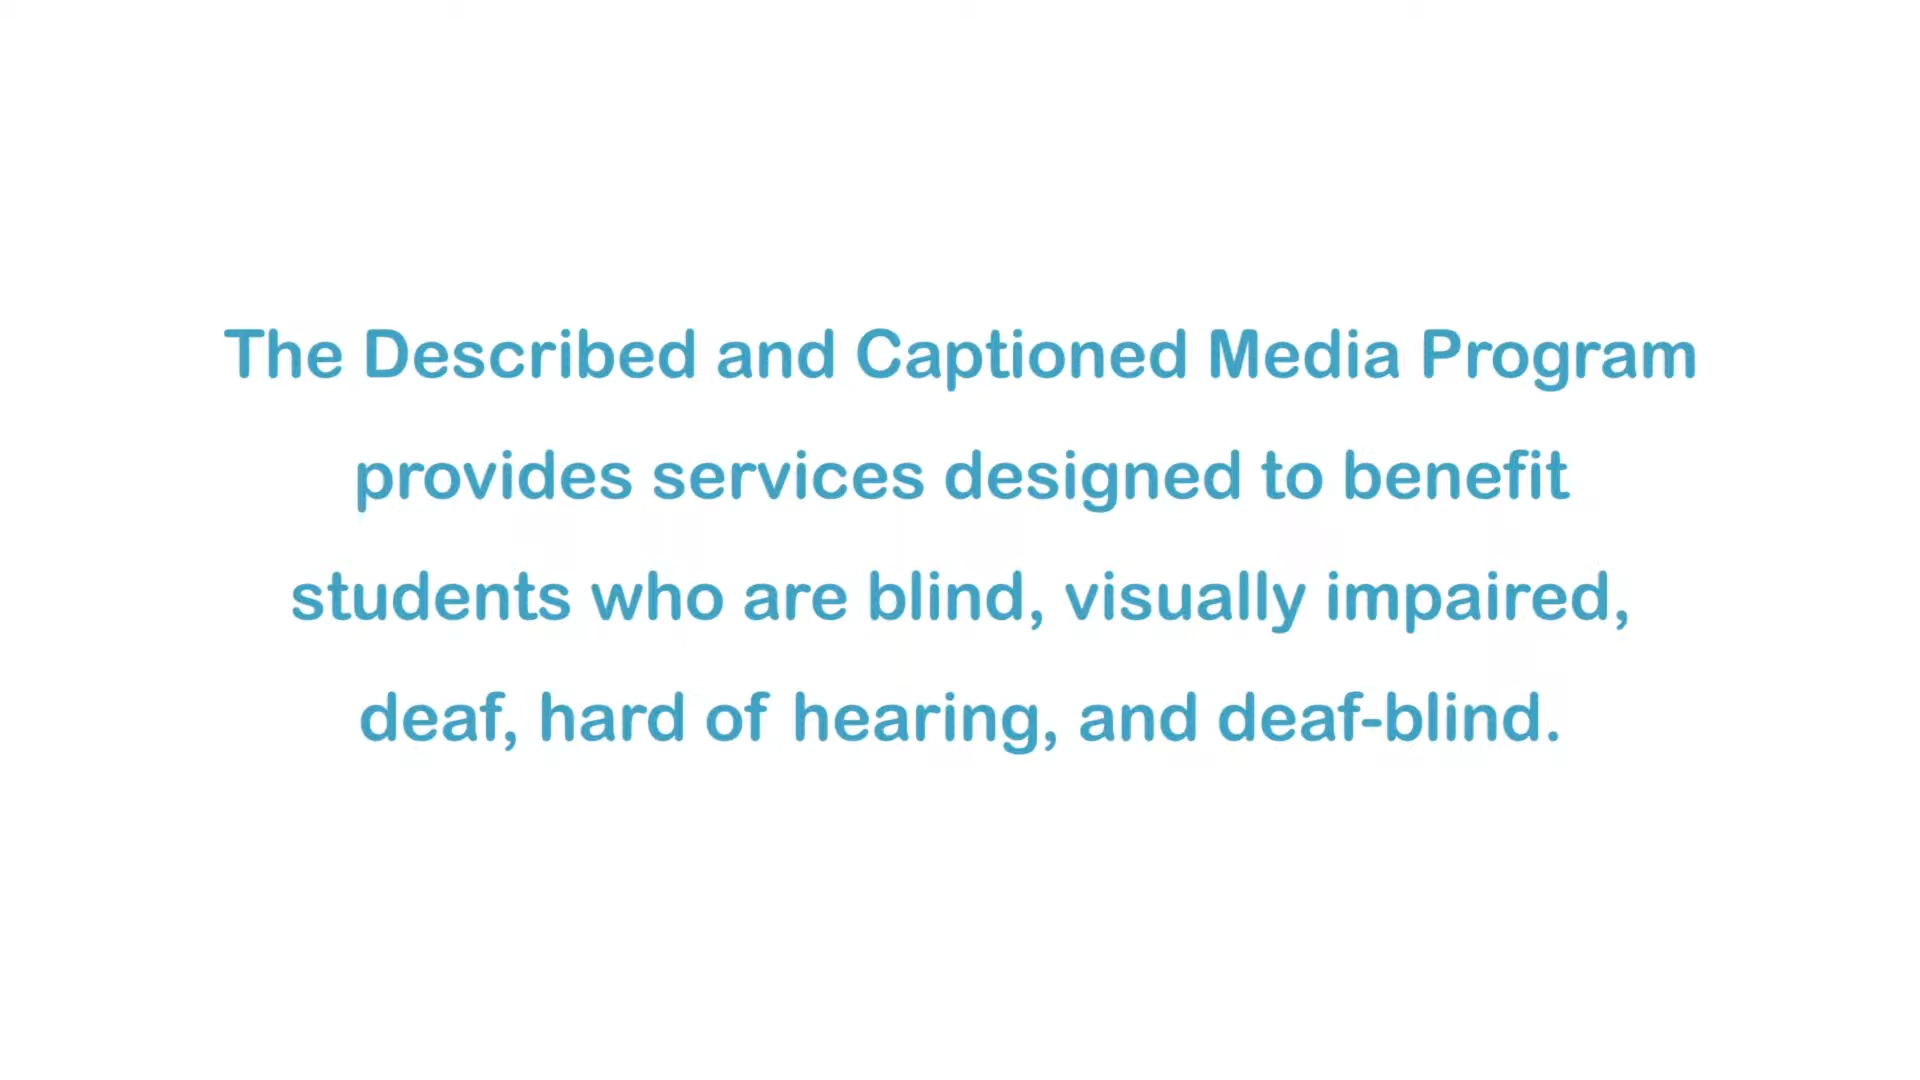 The Described and Captioned Media Program
provides services designed to benefit
students who are blind, visually impaired,
deaf, hard of hearing, and deaf-blind.